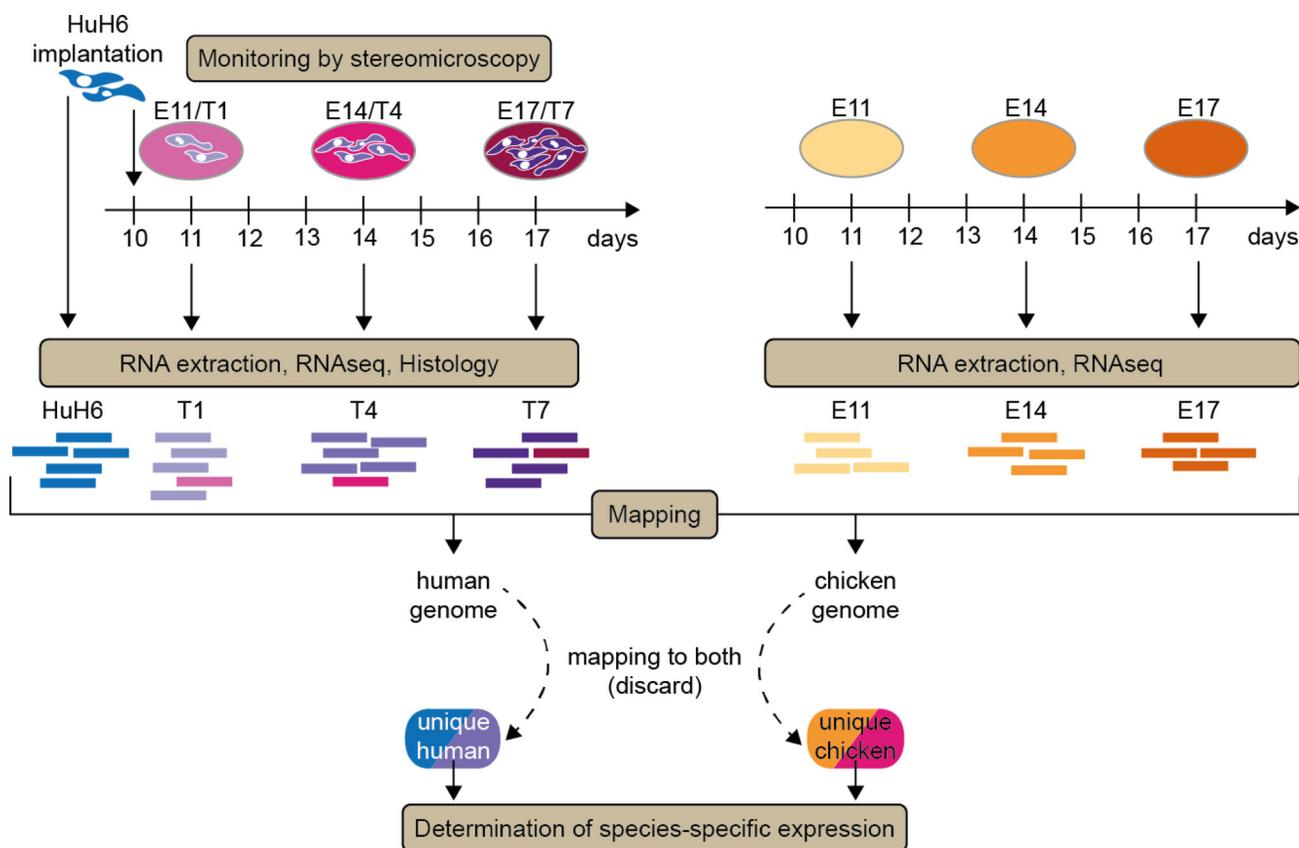 HuH6
implantation
Monitoring by stereomicroscopy
E11/T1 E14/T4 E17/T7
10 11 12 13 14 15 16 17 days
E11 E14 E17
10 11 12 13 14 15 16 17 days
RNA extraction, RNAseq, Histology
RNA extraction, RNAseq
HuH6 T1 T4 T7
E11 E14 E17
Mapping
human
genome
chicken
genome
mapping to both
(discard)
unique
human
unique
chicken
Determination of species-specific expression